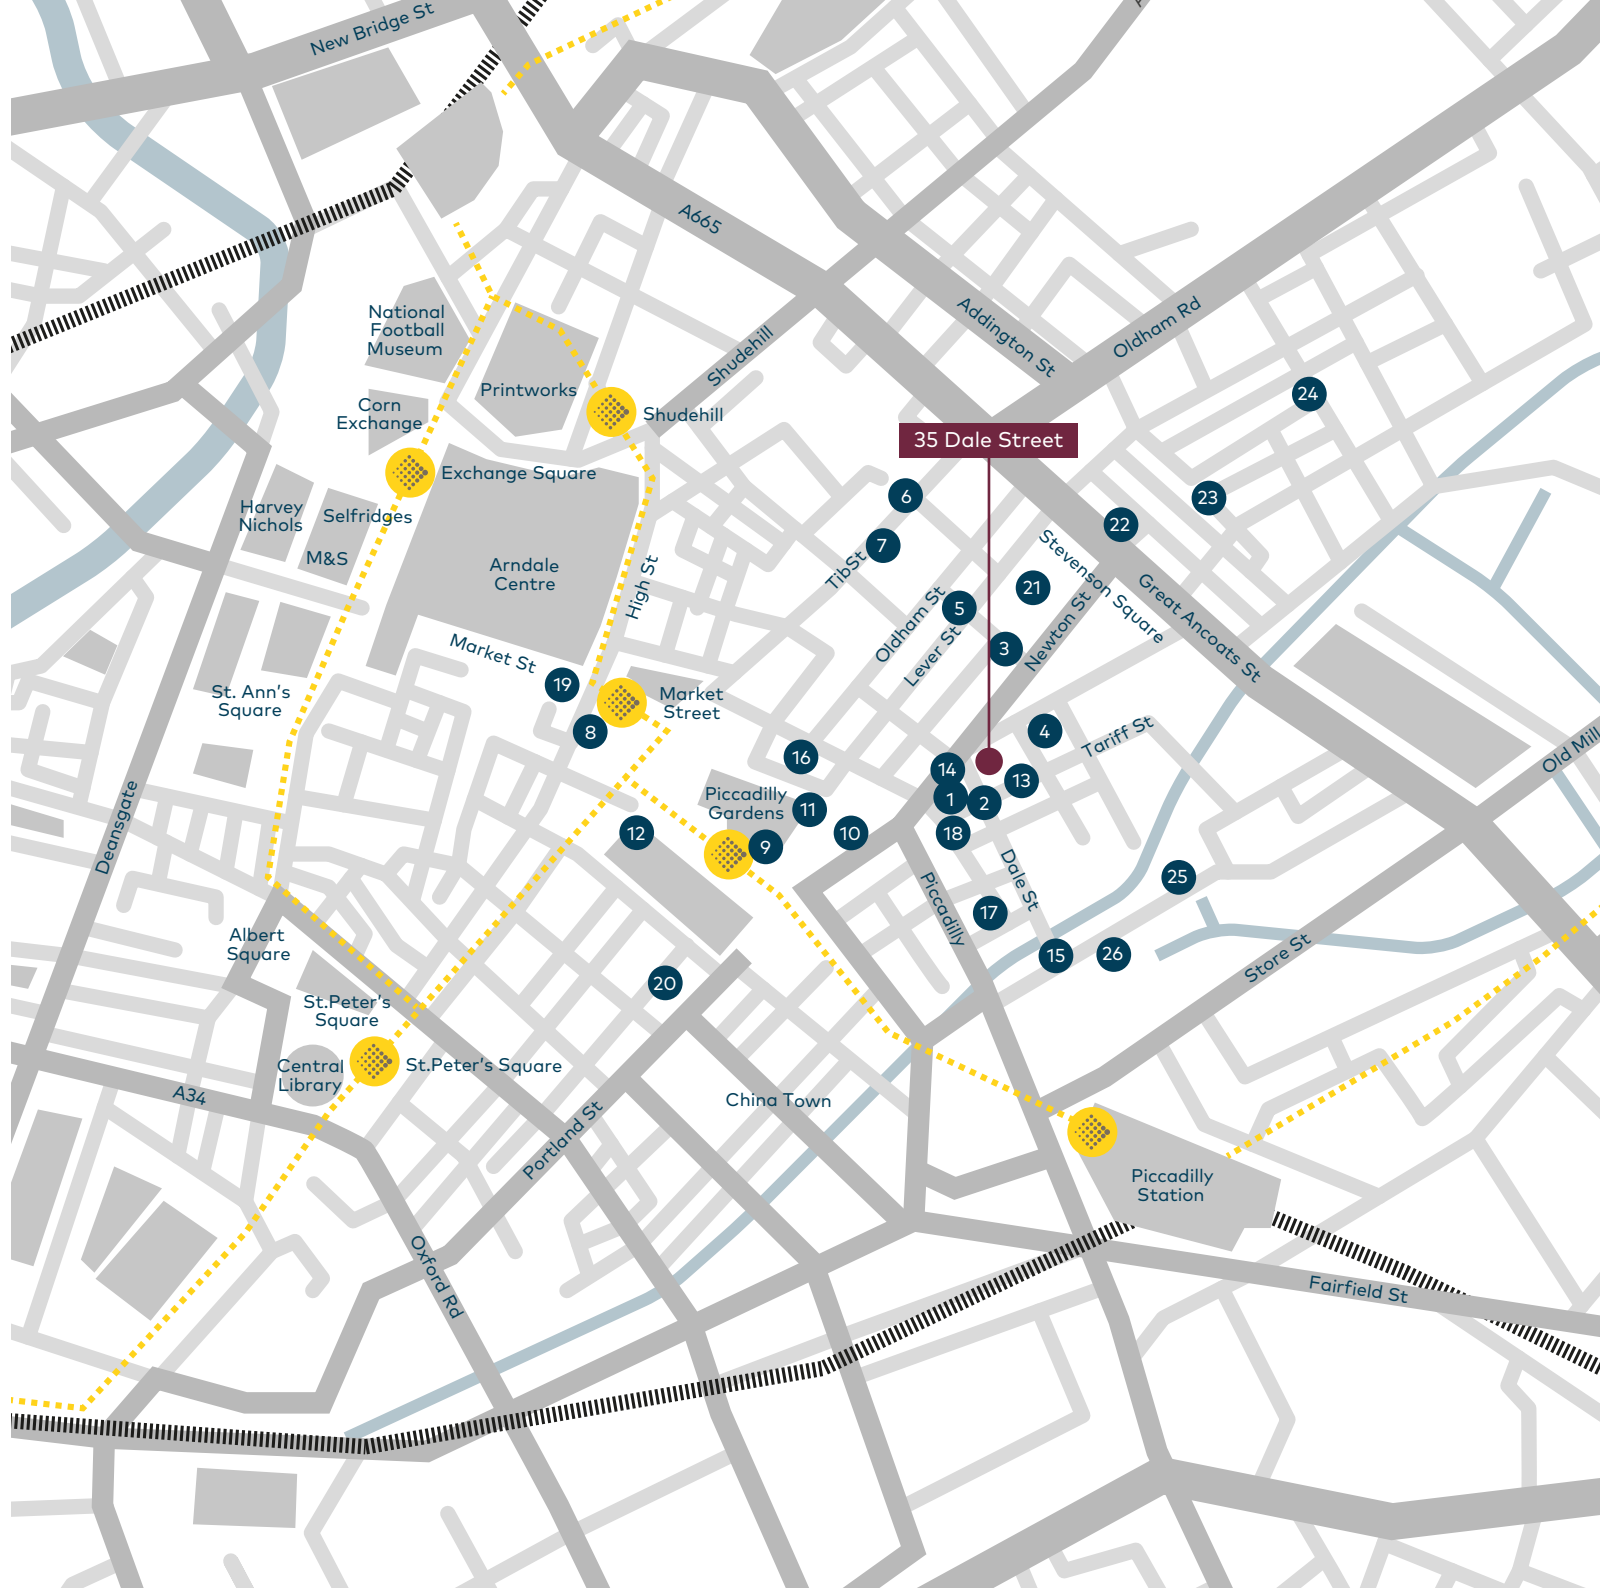 New Bridge St
A665
National
Football
Museum
Shudehill
Addington St
Oldham Rd
Printworks
Corn
Exchange
Shudehill
24
35 Dale Street
Exchange Square
6
23
Harvey
Nichols
Selfridges
22
M&S
7
TibSt
Arndale
Centre
High St
Stevenson Square
21
Great Ancoats St
Newton St
Oldham St
5
Lever St
3
Market St
19
St. Ann's
Square
Market
Street
8
4
Tariff St
Old Mill
16
14
13
Piccadilly
Gardens
11
1
2
12
10
18
9
Deansgate
Dale St
25
Piccadilly
17
Albert
Square
15
26
Store St
20
St.Peter's
Square
Central
Library
St.Peter's Square
A34
China Town
Portland St
Piccadilly
Station
Oxford Rd
Fairfield St